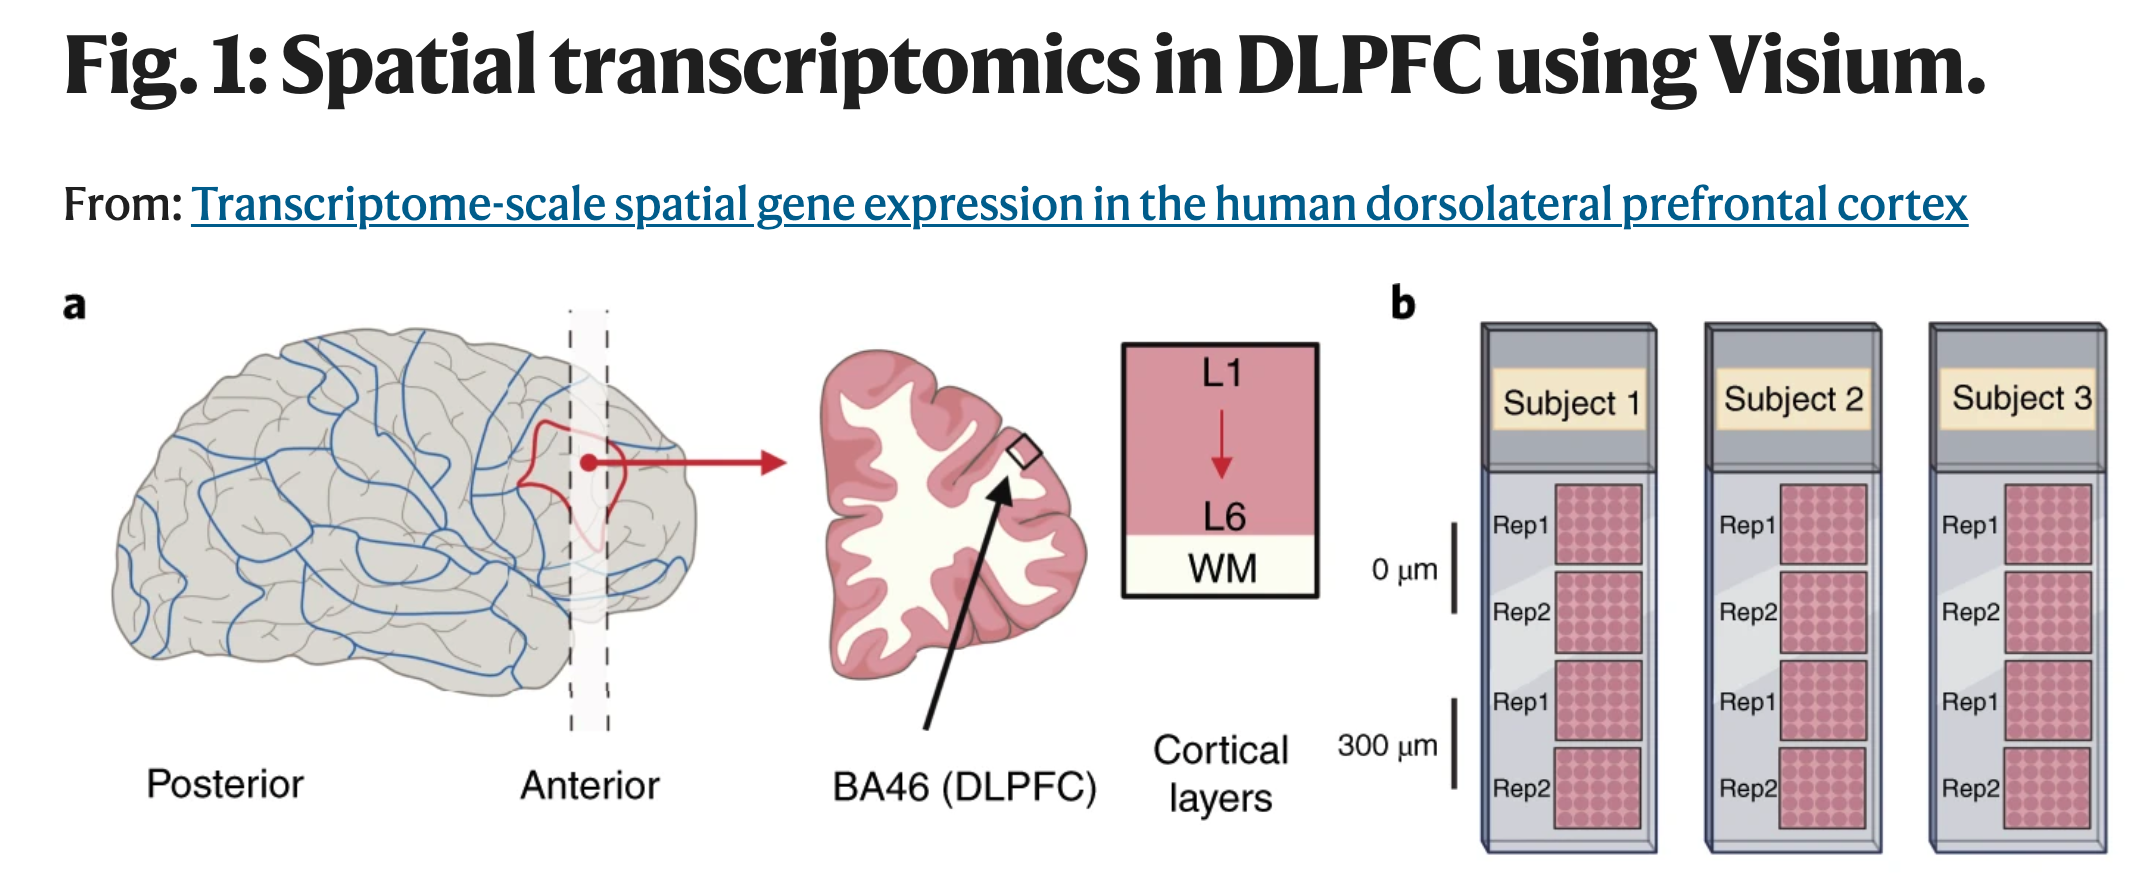 Fig. 1: Spatial transcriptomics in DLPFC using Visium.
From: Transcriptome-scale spatial gene expression in the human dorsolateral prefrontal cortex
a
Posterior
Anterior
BA46 (DLPFC)
L1
L6
WM
Cortical
layers
b
0 μm
300 μm
Subject 1
Rep1
Rep2
Rep1
Rep2
Subject 2
Rep1
Rep2
Rep1
Rep2
Subject 3
Rep1
Rep2
Rep1
Rep2